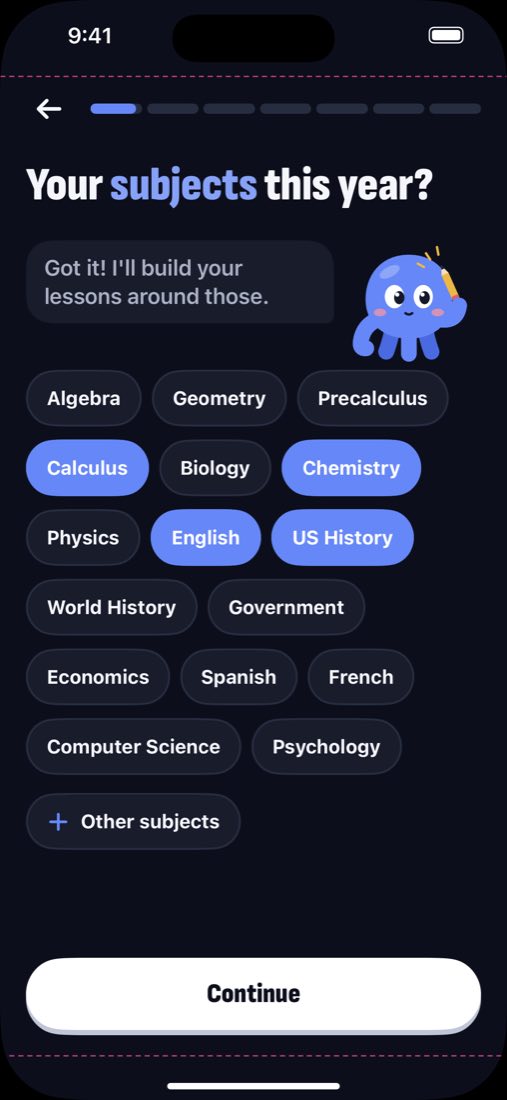 9:41
Your subjects this year?
Got it! I'll build your
lessons around those.
Algebra Geometry Precalculus
Calculus Biology Chemistry
Physics English US History
World History Government
Economics Spanish French
Computer Science Psychology
+ Other subjects
Continue